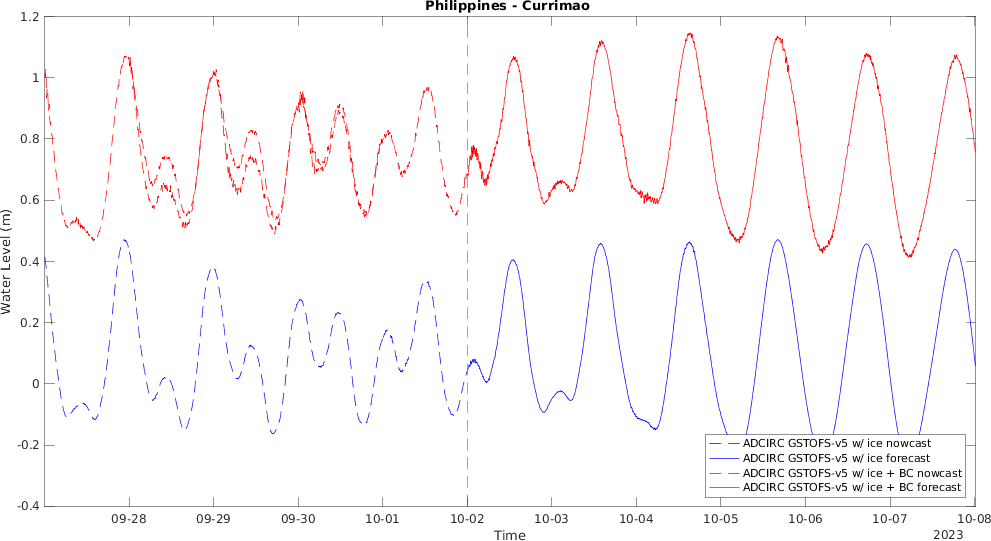 Philippines - Currimao
1.2
1
0.8
0.6
0.4
0.2
0
-0.2
-0.4
Water Level (m)
ADCIRC GSTOFS-v5 w/ ice nowcast
ADCIRC GSTOFS-v5 w/ ice forecast
ADCIRC GSTOFS-v5 w/ ice + BC nowcast
ADCIRC GSTOFS-v5 w/ ice + BC forecast
09-28 09-29 09-30 10-01 10-02 10-03 10-04 10-05 10-06 10-07 10-08
Time
2023